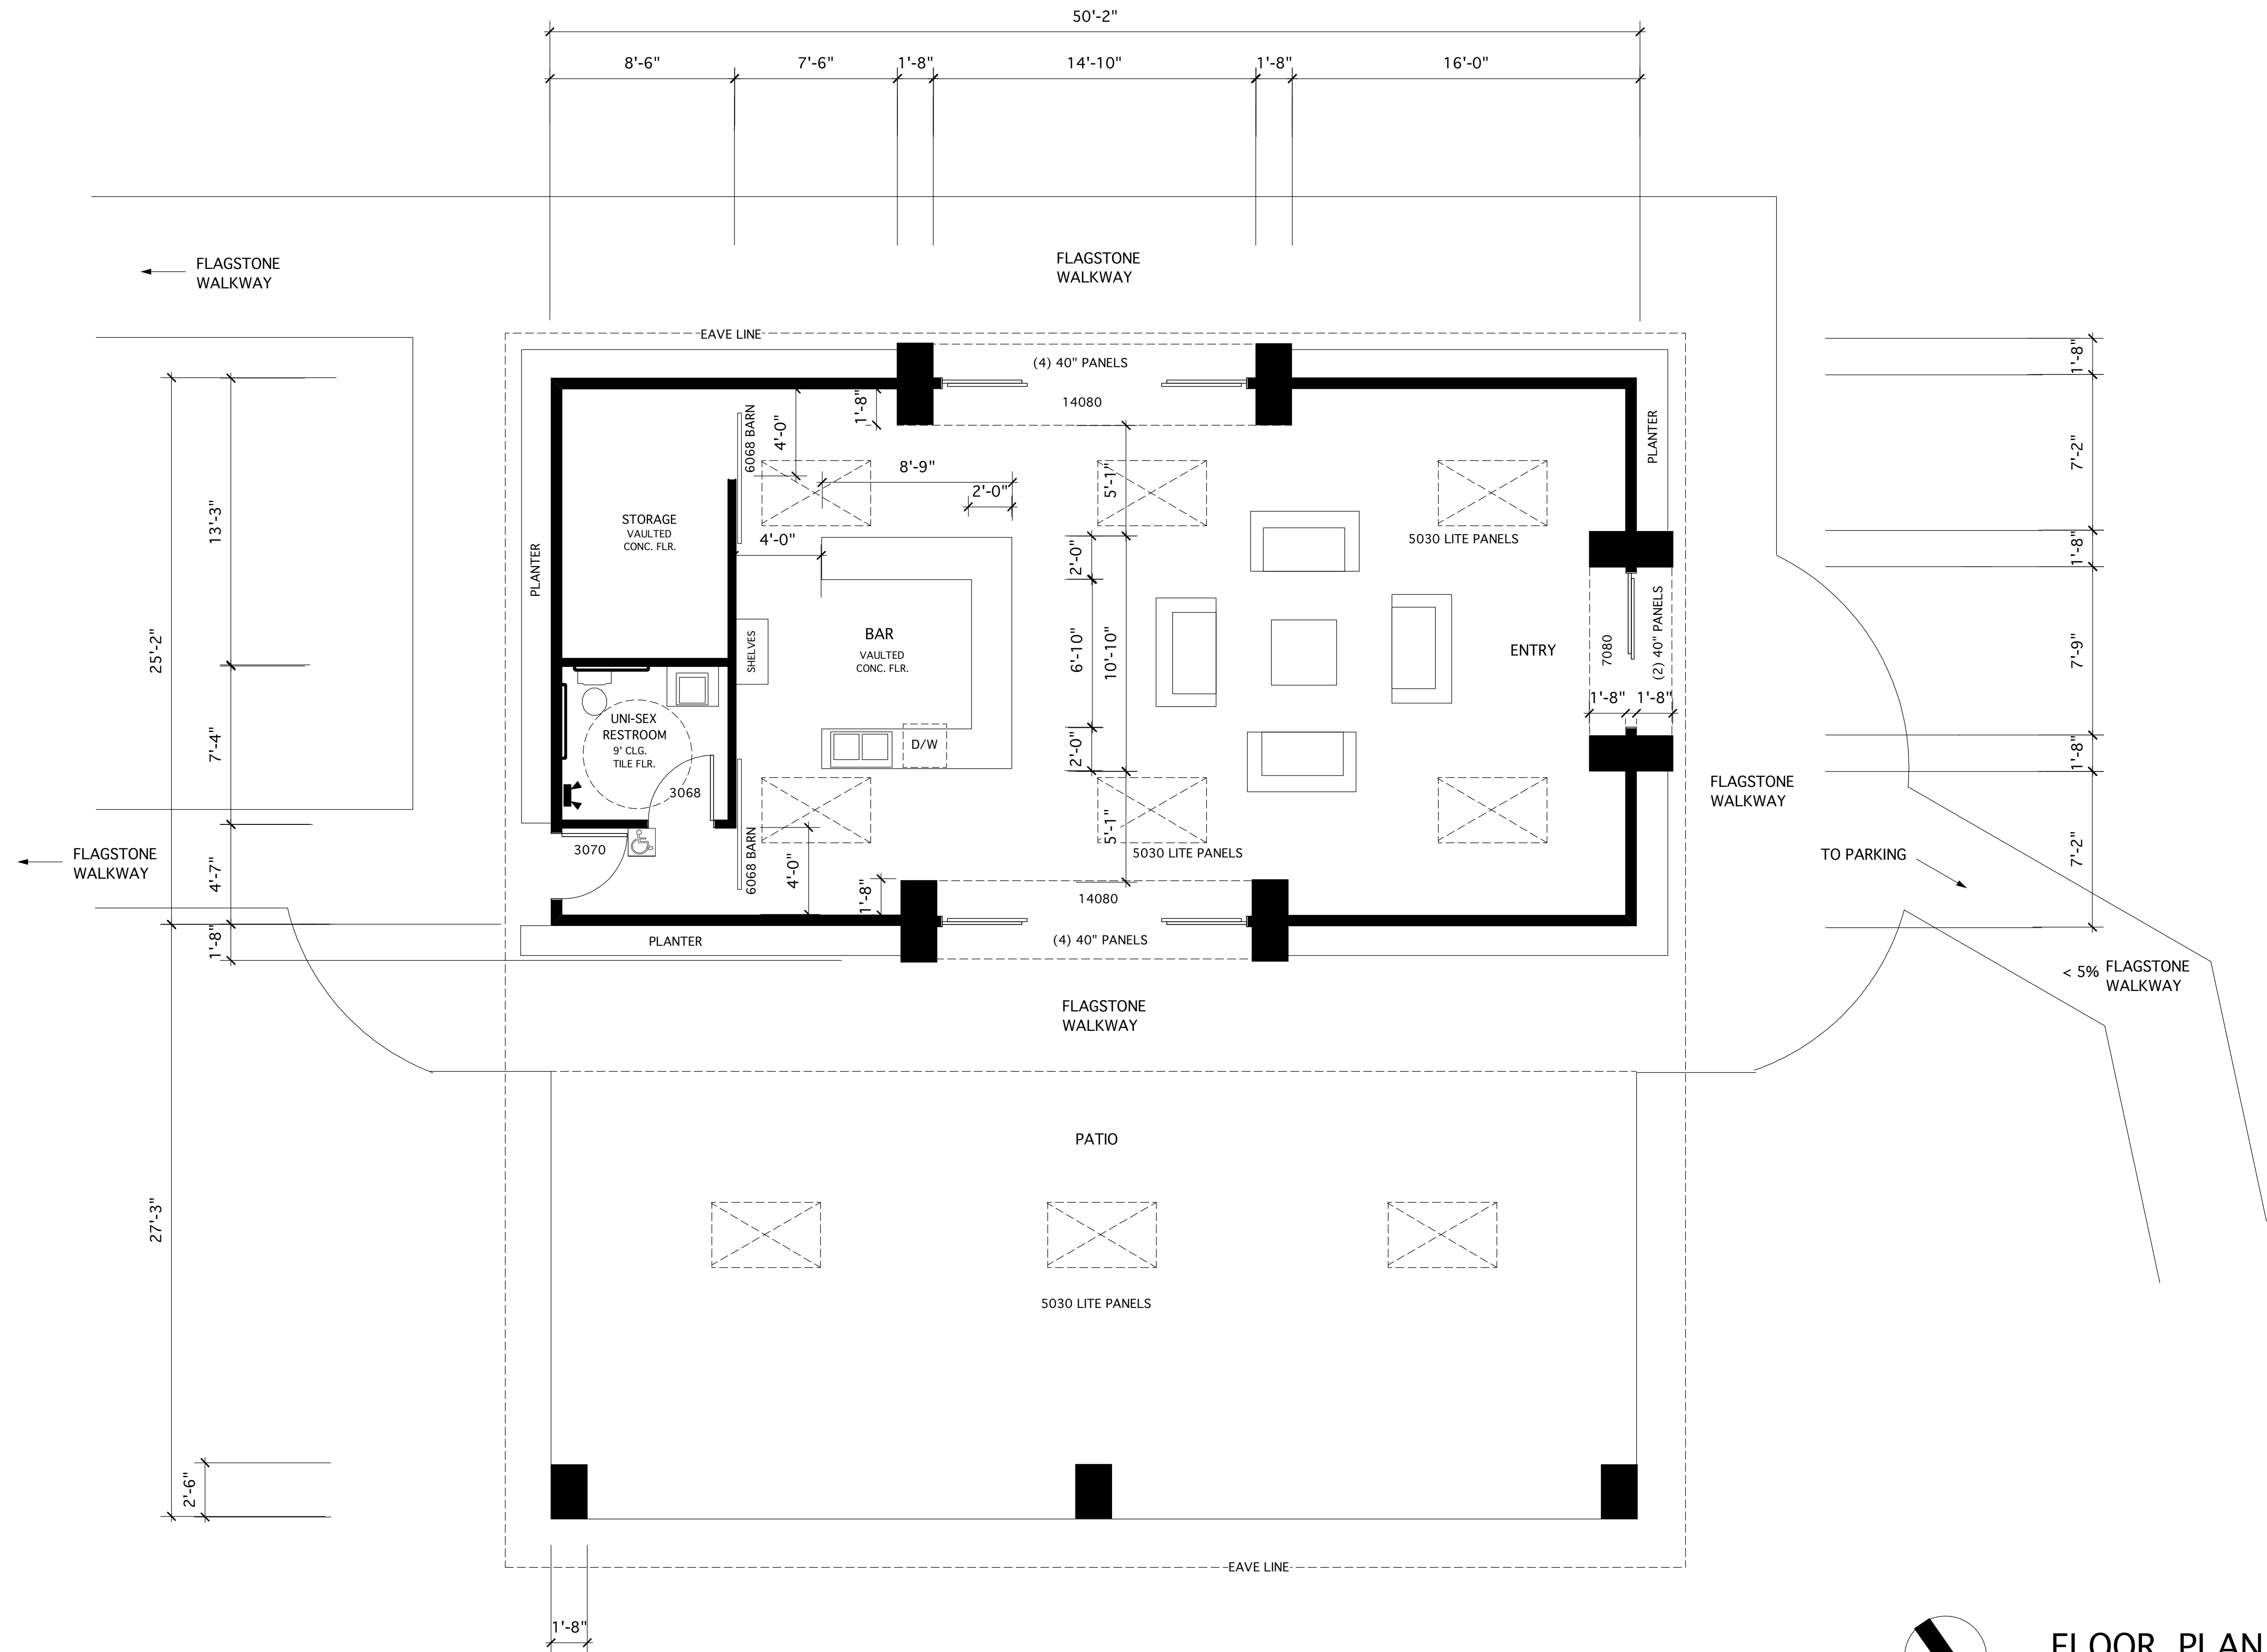 50'-2"
8'-6"
7'-6"
1'-8"
14'-10"
1'-8"
16'-0"
FLAGSTONE
WALKWAY
FLAGSTONE
WALKWAY
EAVE LINE
(4) 40" PANELS
14080
1'-8"
6068 BARN
4'-0"
1'-8"
PLANTER
8'-9"
2'-0"
5'-1"
7'-2"
13'-3"
STORAGE
VAULTED
CONC. FLR.
4'-0"
2'-0"
5030 LITE PANELS
1'-8"
PLANTER
25'-2"
SHELVES
BAR
VAULTED
CONC. FLR.
6'-10"
10'-10"
ENTRY
7080
(2) 40" PANELS
7'-9"
1'-8"
1'-8"
UNI-SEX
RESTROOM
9' CLG.
TILE FLR.
7'-4"
D/W
2'-0"
1'-8"
3068
FLAGSTONE
WALKWAY
5'-1"
3070
6068 BARN
4'-0"
1'-8"
5030 LITE PANELS
TO PARKING
7'-2"
FLAGSTONE
WALKWAY
4'-7"
14080
1'-8"
PLANTER
(4) 40" PANELS
< 5%
FLAGSTONE
WALKWAY
FLAGSTONE
WALKWAY
PATIO
27'-3"
5030 LITE PANELS
2'-6"
EAVE LINE
1'-8"
FLOOR PLAN